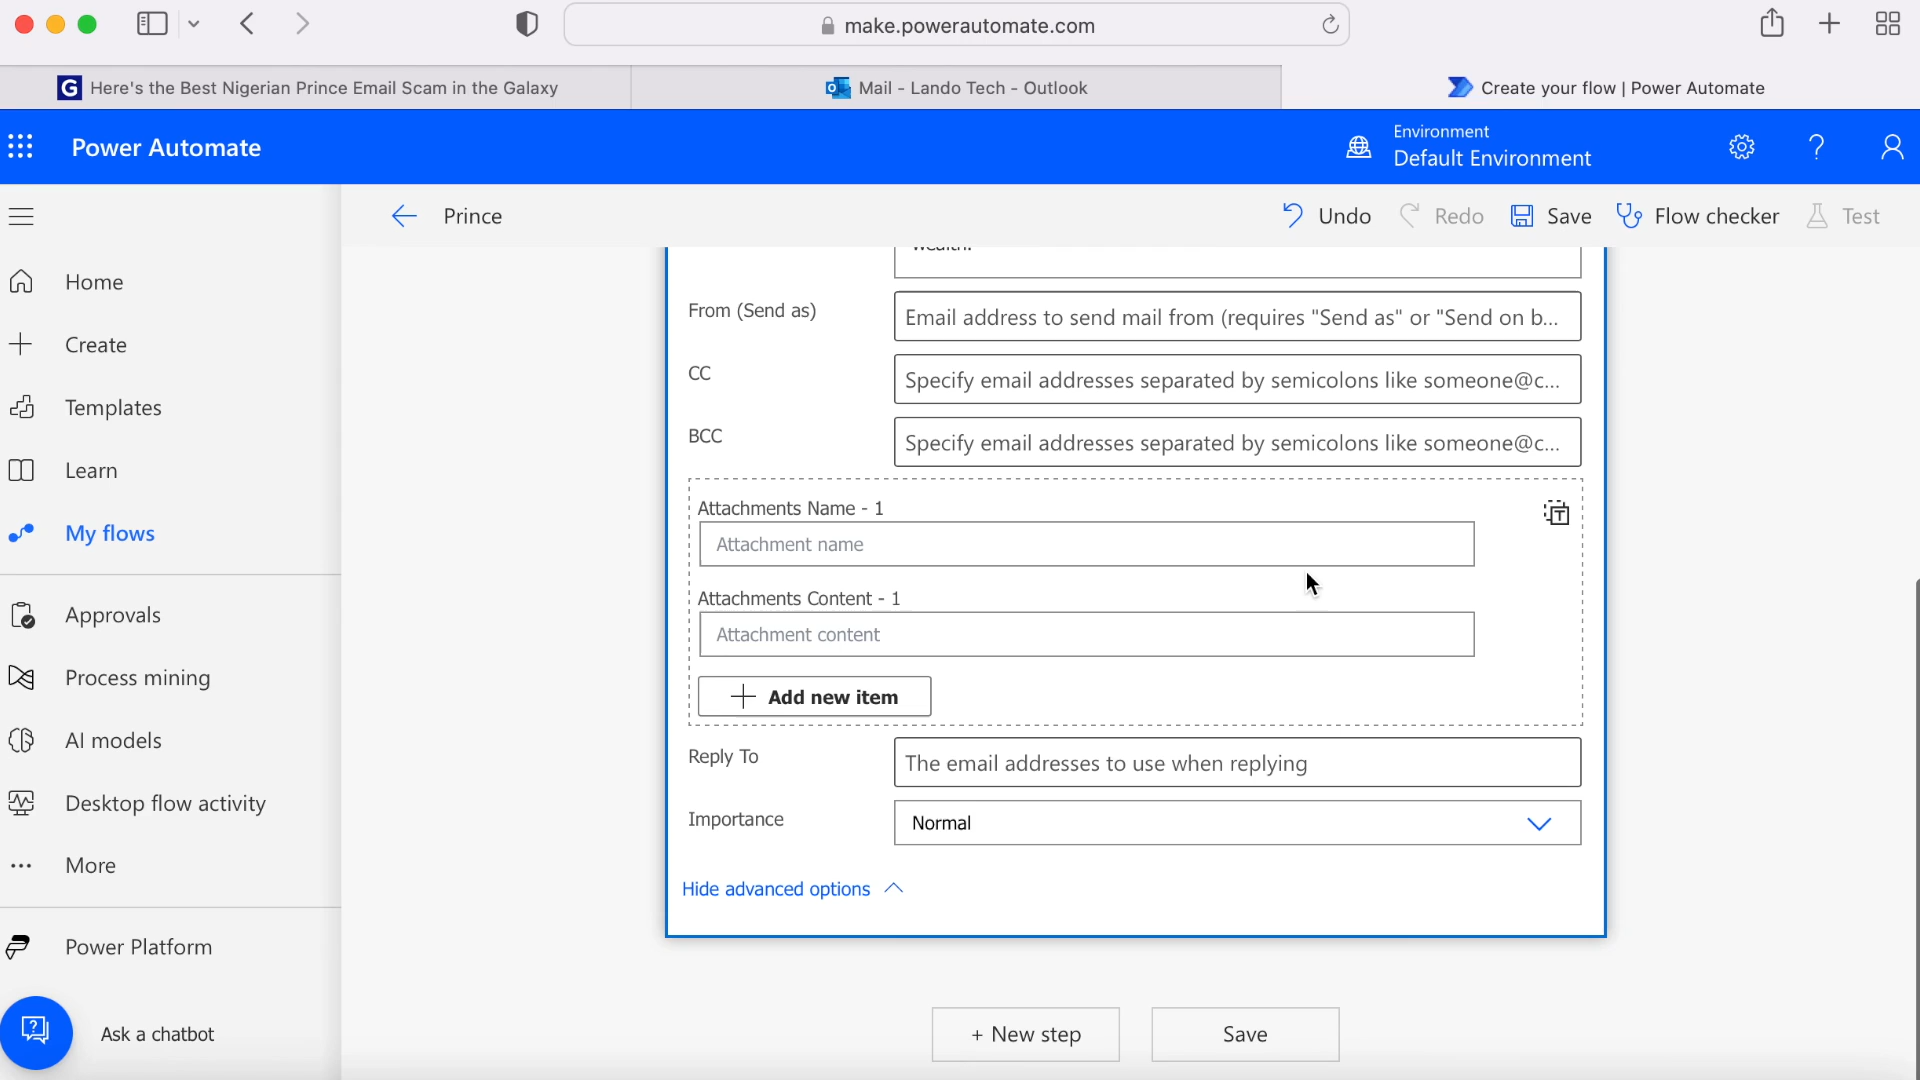 make.powerautomate.com
G Here's the Best Nigerian Prince Email Scam in the Galaxy
Mail - Lando Tech - Outlook
Create your flow | Power Automate
Power Automate
Environment
Default Environment
?
Prince
Undo
Redo
Save
Flow checker
Test
Home
Create
Templates
Learn
My flows
Approvals
Process mining
AI models
Desktop flow activity
More
Power Platform
Ask a chatbot
wealth.
From (Send as)
Email address to send mail from (requires "Send as" or "Send on b...
CC
Specify email addresses separated by semicolons like someone@c...
BCC
Specify email addresses separated by semicolons like someone@c...
Attachments Name - 1
Attachment name
Attachments Content - 1
Attachment content
Add new item
Reply To
The email addresses to use when replying
Importance
Normal
Hide advanced options
+ New step
Save